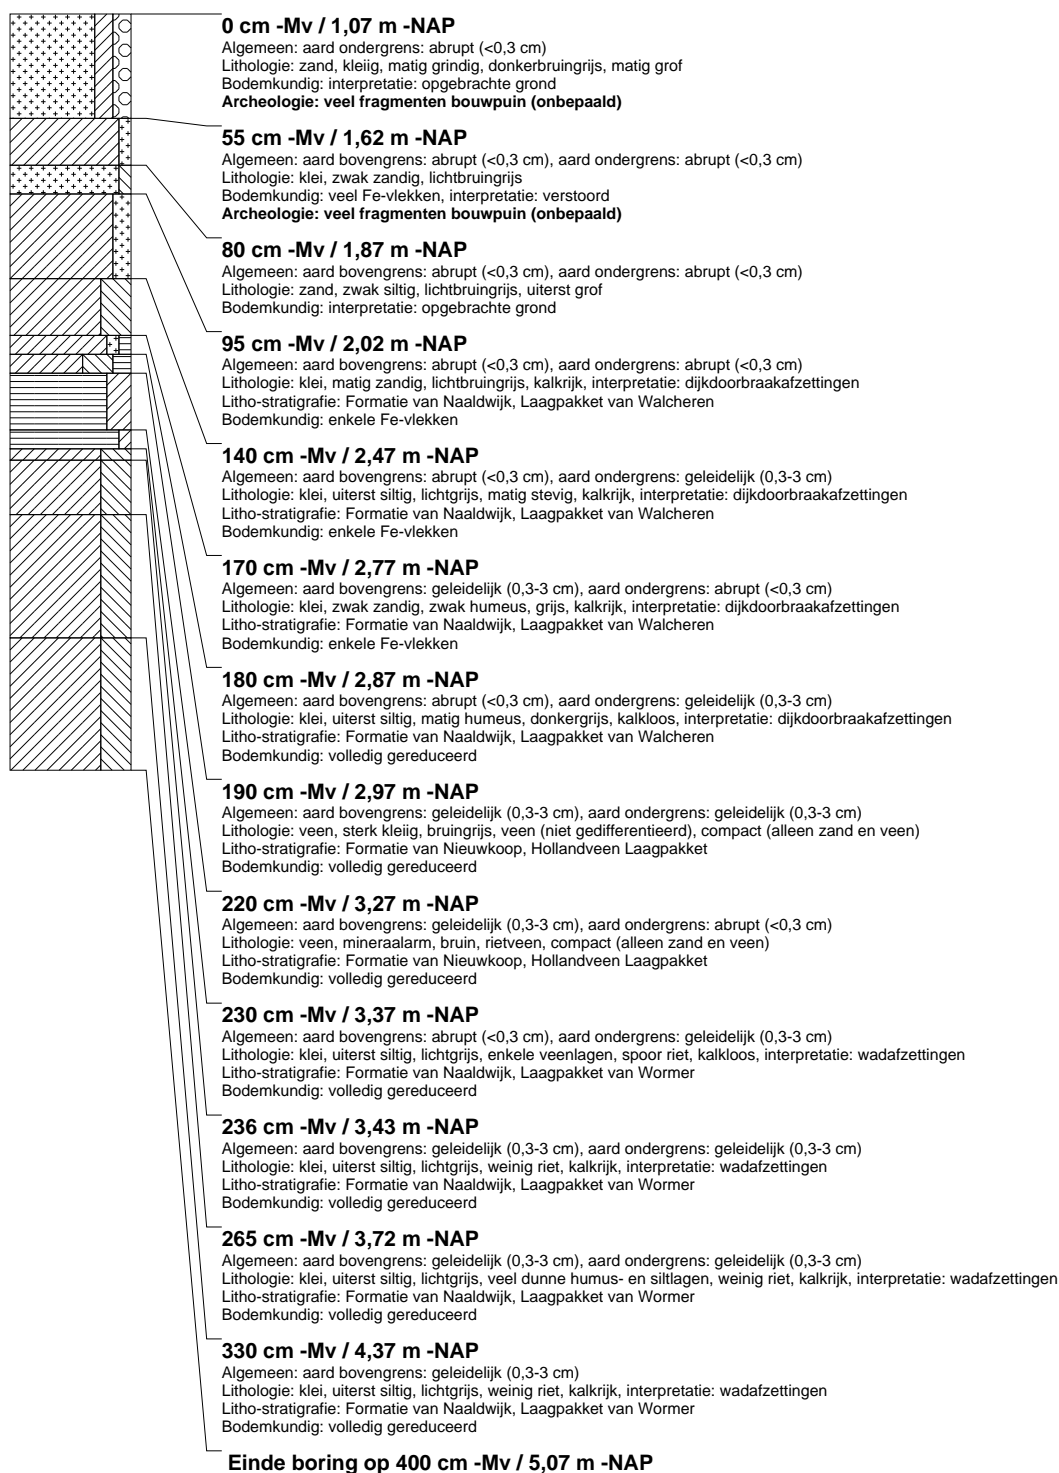 0 cm -Mv / 1,07 m -NAP
Algemeen: aard ondergrens: abrupt (<0,3 cm)
Lithologie: zand, kleiig, matig grindig, donkerbruingrijs, matig grof
Bodemkundig: interpretatie: opgebrachte grond
Archeologie: veel fragmenten bouwpuin (onbepaald)
55 cm -Mv / 1,62 m -NAP
Algemeen: aard bovengrens: abrupt (<0,3 cm), aard ondergrens: abrupt (<0,3 cm)
Lithologie: klei, zwak zandig, lichtbruingrijs
Bodemkundig: veel Fe-vlekken, interpretatie: verstoord
Archeologie: veel fragmenten bouwpuin (onbepaald)
80 cm -Mv / 1,87 m -NAP
Algemeen: aard bovengrens: abrupt (<0,3 cm), aard ondergrens: abrupt (<0,3 cm)
Lithologie: zand, zwak siltig, lichtbruingrijs, uiterst grof
Bodemkundig: interpretatie: opgebrachte grond
95 cm -Mv / 2,02 m -NAP
Algemeen: aard bovengrens: abrupt (<0,3 cm), aard ondergrens: abrupt (<0,3 cm)
Lithologie: klei, matig zandig, lichtbruingrijs, kalkrijk, interpretatie: dijkdoorbraakafzettingen
Litho-stratigrafie: Formatie van Naaldwijk, Laagpakket van Walcheren
Bodemkundig: enkele Fe-vlekken
140 cm -Mv / 2,47 m -NAP
Algemeen: aard bovengrens: abrupt (<0,3 cm), aard ondergrens: geleidelijk (0,3-3 cm)
Lithologie: klei, uiterst siltig, lichtgrijs, matig stevig, kalkrijk, interpretatie: dijkdoorbraakafzettingen
Litho-stratigrafie: Formatie van Naaldwijk, Laagpakket van Walcheren
Bodemkundig: enkele Fe-vlekken
170 cm -Mv / 2,77 m -NAP
Algemeen: aard bovengrens: geleidelijk (0,3-3 cm), aard ondergrens: abrupt (<0,3 cm)
Lithologie: klei, zwak zandig, zwak humeus, grijs, kalkrijk, interpretatie: dijkdoorbraakafzettingen
Litho-stratigrafie: Formatie van Naaldwijk, Laagpakket van Walcheren
Bodemkundig: enkele Fe-vlekken
180 cm -Mv / 2,87 m -NAP
Algemeen: aard bovengrens: abrupt (<0,3 cm), aard ondergrens: geleidelijk (0,3-3 cm)
Lithologie: klei, uiterst siltig, matig humeus, donkergrijs, kalkloos, interpretatie: dijkdoorbraakafzettingen
Litho-stratigrafie: Formatie van Naaldwijk, Laagpakket van Walcheren
Bodemkundig: volledig gereduceerd
190 cm -Mv / 2,97 m -NAP
Algemeen: aard bovengrens: geleidelijk (0,3-3 cm), aard ondergrens: geleidelijk (0,3-3 cm)
Lithologie: veen, sterk kleiig, bruingrijs, veen (niet gedifferentieerd), compact (alleen zand en veen)
Litho-stratigrafie: Formatie van Nieuwkoop, Hollandveen Laagpakket
Bodemkundig: volledig gereduceerd
220 cm -Mv / 3,27 m -NAP
Algemeen: aard bovengrens: geleidelijk (0,3-3 cm), aard ondergrens: abrupt (<0,3 cm)
Lithologie: veen, mineraalarm, bruin, rietveen, compact (alleen zand en veen)
Litho-stratigrafie: Formatie van Nieuwkoop, Hollandveen Laagpakket
Bodemkundig: volledig gereduceerd
230 cm -Mv / 3,37 m -NAP
Algemeen: aard bovengrens: abrupt (<0,3 cm), aard ondergrens: geleidelijk (0,3-3 cm)
Lithologie: klei, uiterst siltig, lichtgrijs, enkele veenlagen, spoor riet, kalkloos, interpretatie: wadafzettingen
Litho-stratigrafie: Formatie van Naaldwijk, Laagpakket van Wormer
Bodemkundig: volledig gereduceerd
236 cm -Mv / 3,43 m -NAP
Algemeen: aard bovengrens: geleidelijk (0,3-3 cm), aard ondergrens: geleidelijk (0,3-3 cm)
Lithologie: klei, uiterst siltig, lichtgrijs, weinig riet, kalkrijk, interpretatie: wadafzettingen
Litho-stratigrafie: Formatie van Naaldwijk, Laagpakket van Wormer
Bodemkundig: volledig gereduceerd
265 cm -Mv / 3,72 m -NAP
Algemeen: aard bovengrens: geleidelijk (0,3-3 cm), aard ondergrens: geleidelijk (0,3-3 cm)
Lithologie: klei, uiterst siltig, lichtgrijs, veel dunne humus- en siltlagen, weinig riet, kalkrijk, interpretatie: wadafzettingen
Litho-stratigrafie: Formatie van Naaldwijk, Laagpakket van Wormer
Bodemkundig: volledig gereduceerd
330 cm -Mv / 4,37 m -NAP
Algemeen: aard bovengrens: geleidelijk (0,3-3 cm)
Lithologie: klei, uiterst siltig, lichtgrijs, weinig riet, kalkrijk, interpretatie: wadafzettingen
Litho-stratigrafie: Formatie van Naaldwijk, Laagpakket van Wormer
Bodemkundig: volledig gereduceerd
Einde boring op 400 cm -Mv / 5,07 m -NAP